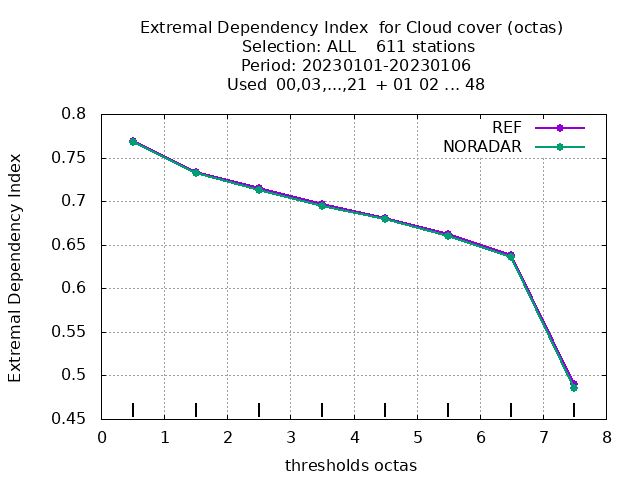 Extremal Dependency Index  for Cloud cover (octas)
Selection: ALL    611 stations
Period: 20230101-20230106
Used  00,03,...,21  + 01 02 ... 48
REF
NORADAR
0.8
0.75
0.7
0.65
0.6
0.55
0.5
0.45
Extremal Dependency Index
0 1 2 3 4 5 6 7 8
thresholds octas